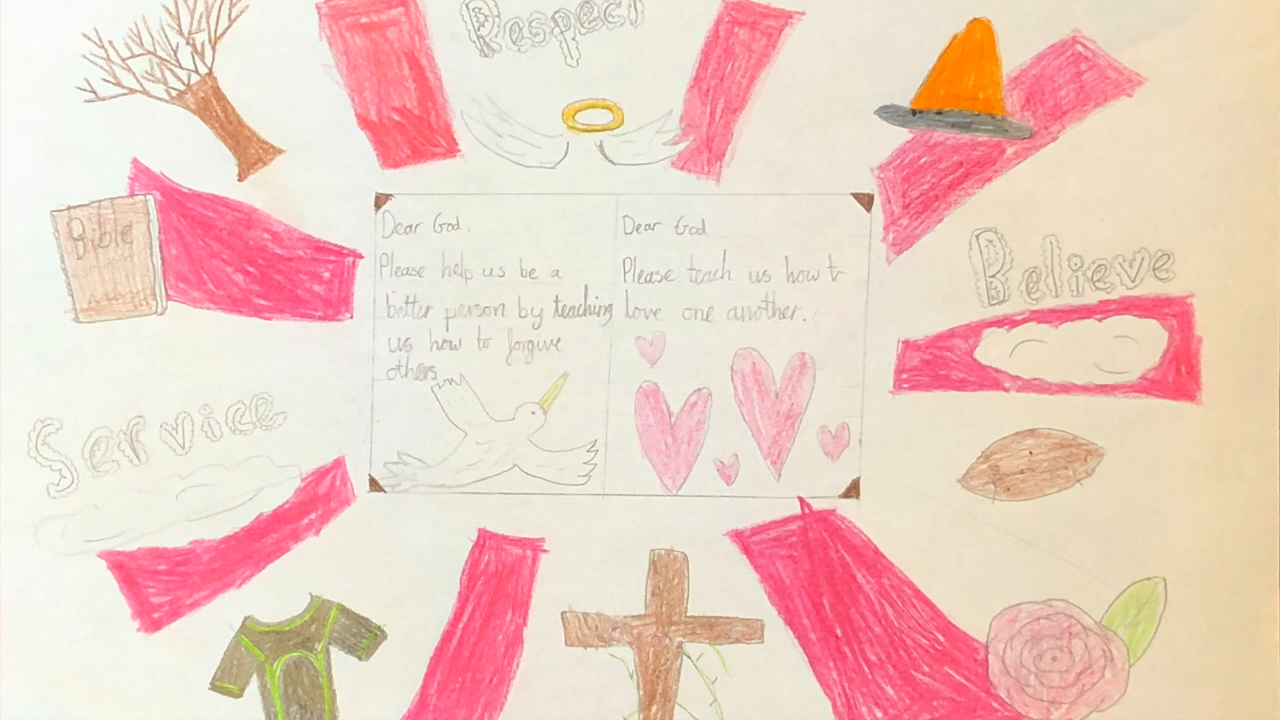 Respect
Believe
Bible
Service
Dear God.
Please help us be a
better person by teaching
us how to forgive
others
Dear God
Please teach us how to
love one another.